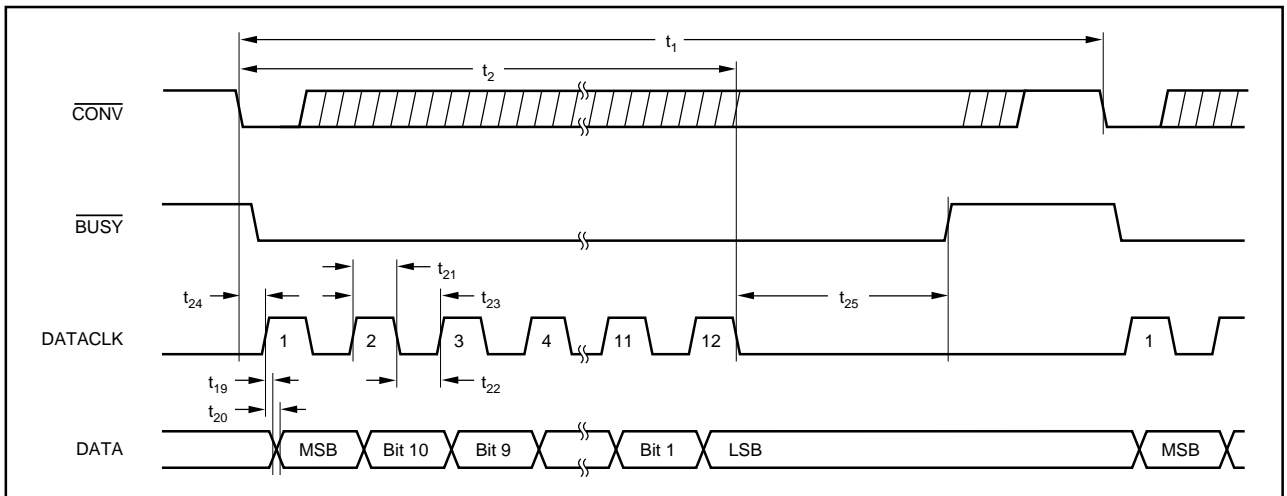 t1
t2
CONV
BUSY
t21
t24 t23 t25
DATACLK 1 2 3 4 11 12 1
t19 t22
t20
DATA MSB Bit 10 Bit 9 Bit 1 LSB MSB